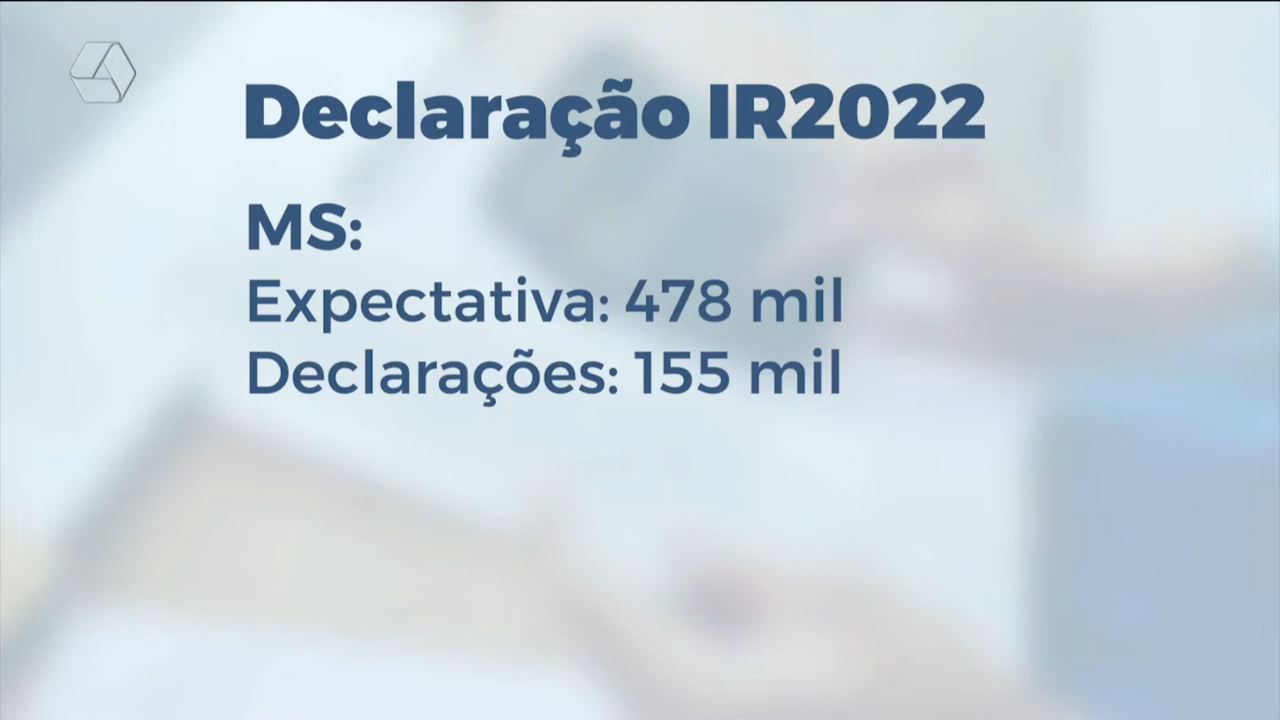 Declaração IR2022
MS:
Expectativa: 478 mil
Declarações: 155 mil